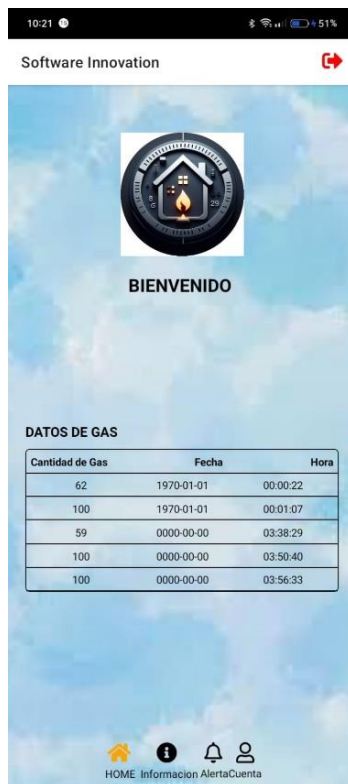 10:21
51%
Software Innovation
BIENVENIDO
DATOS DE GAS
Cantidad de Gas Fecha Hora
62 1970-01-01 00:00:22
100 1970-01-01 00:01:07
59 0000-00-00 03:38:29
100 0000-00-00 03:50:40
100 0000-00-00 03:56:33
HOME Informacion Alerta Cuenta